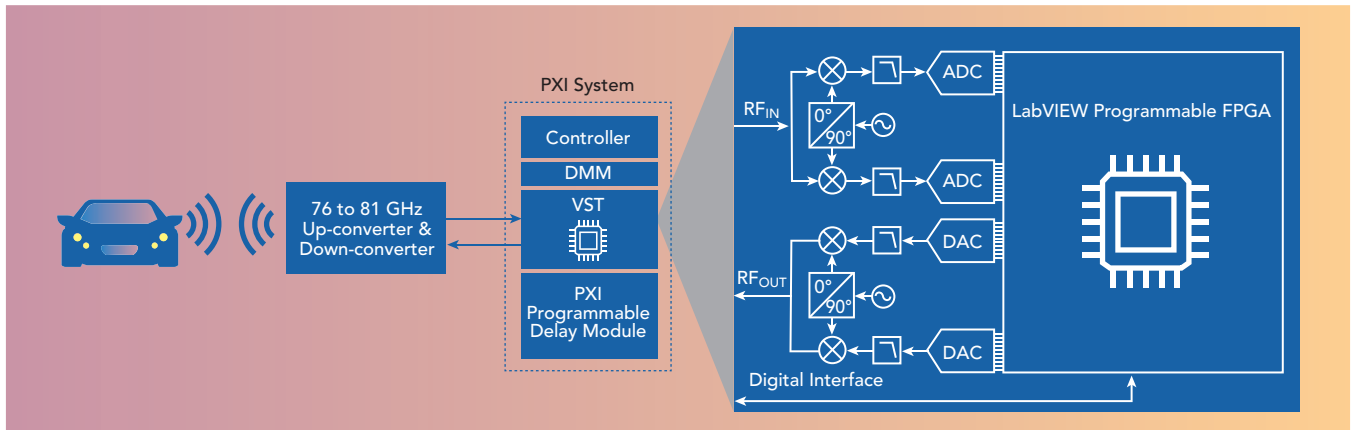 PXI System
Controller
DMM
VST
PXI
Programmable
Delay Module
76 to 81 GHz
Up-converter &
Down-converter
RFIN
0°
90°
ADC
ADC
LabVIEW Programmable FPGA
RFOUT
0°
90°
DAC
DAC
Digital Interface